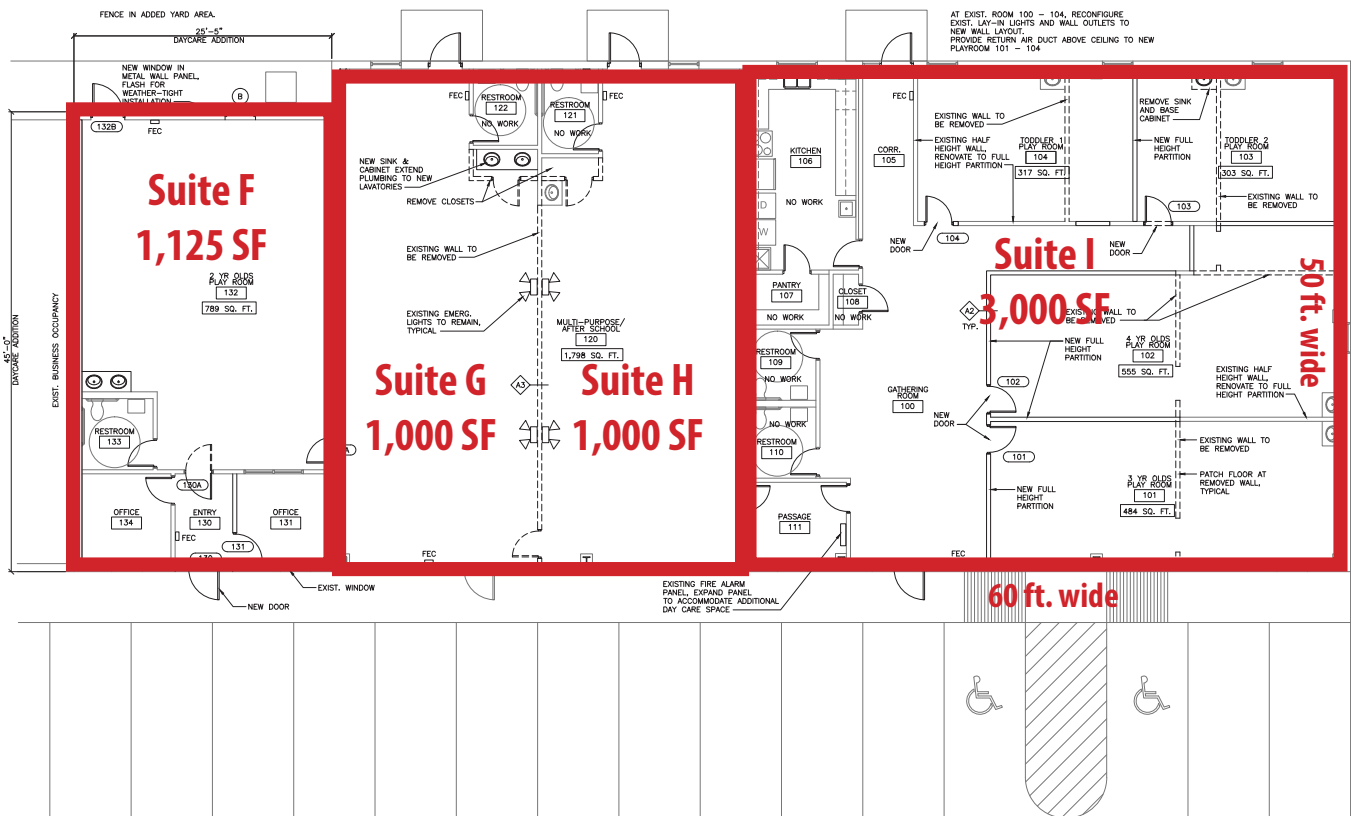 FENCE IN ADDED YARD AREA.
25'-5"
DAYCARE ADDITION
NEW WINDOW IN
METAL WALL PANEL,
FLASH FOR
WEATHER-TIGHT
INSTALLATION
B
132B
FEC
45'-0"
DAYCARE ADDITION
EXIST. BUSINESS OCCUPANCY
Suite F
1,125 SF
2 YR OLDS
PLAY ROOM
132
789 SQ. FT.
RESTROOM
133
130A
OFFICE
134
ENTRY
130
OFFICE
131
FEC
131
130
EXIST. WINDOW
NEW DOOR
RESTROOM
122
NO WORK
FEC
RESTROOM
121
NO WORK
FEC
NEW SINK &
CABINET EXTEND
PLUMBING TO NEW
LAVATORIES
REMOVE CLOSETS
EXISTING WALL TO
BE REMOVED
EXISTING EMERG.
LIGHTS TO REMAIN,
TYPICAL
MULTI-PURPOSE/
AFTER SCHOOL
120
1,798 SQ. FT.
A3
Suite G
1,000 SF
Suite H
1,000 SF
A
FEC
EXISTING FIRE ALARM
PANEL, EXPAND PANEL
TO ACCOMMODATE ADDITIONAL
DAY CARE SPACE
AT EXIST. ROOM 100 - 104, RECONFIGURE
EXIST. LAY-IN LIGHTS AND WALL OUTLETS TO
NEW WALL LAYOUT.
PROVIDE RETURN AIR DUCT ABOVE CEILING TO NEW
PLAYROOM 101 - 104
KITCHEN
106
NO WORK
D
W
FEC
CORR.
105
EXISTING WALL TO
BE REMOVED
EXISTING HALF
HEIGHT WALL,
RENOVATE TO FULL
HEIGHT PARTITION
TODDLER 1
PLAY ROOM
104
317 SQ. FT.
REMOVE SINK
AND BASE
CABINET
NEW FULL
HEIGHT
PARTITION
TODDLER 2
PLAY ROOM
103
303 SQ. FT.
EXISTING WALL TO
BE REMOVED
103
104
NEW
DOOR
NEW
DOOR
Suite I
3,000 SF
50 ft. wide
PANTRY
107
NO WORK
CLOSET
108
NO WORK
A2
TYP.
EXISTING WALL TO
BE REMOVED
NEW FULL
HEIGHT
PARTITION
4 YR OLDS
PLAY ROOM
102
555 SQ. FT.
EXISTING HALF
HEIGHT WALL,
RENOVATE TO FULL
HEIGHT PARTITION
RESTROOM
109
NO WORK
GATHERING
ROOM
100
102
NEW
DOOR
NO WORK
RESTROOM
110
101
EXISTING WALL TO
BE REMOVED
PATCH FLOOR AT
REMOVED WALL,
TYPICAL
3 YR OLDS
PLAY ROOM
101
484 SQ. FT.
NEW FULL
HEIGHT
PARTITION
PASSAGE
111
FEC
60 ft. wide